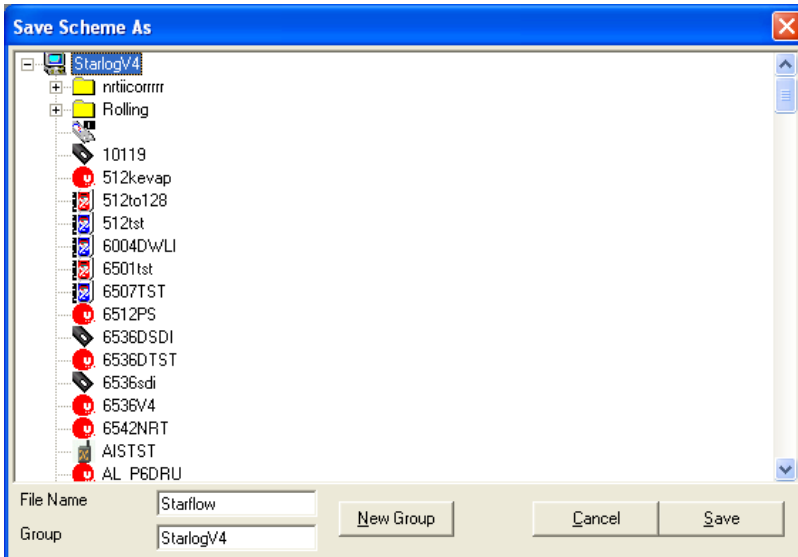 Save Scheme As
StarlogV4
nrtiicorrrrr
Rolling
10119
512kevap
512to128
512tst
6004DWLI
6501tst
6507TST
6512PS
6536DSDI
6536DTST
6536sdi
6536V4
6542NRT
AISTST
AL_P6DRU
File Name
Starflow
New Group
Cancel
Save
Group
StarlogV4